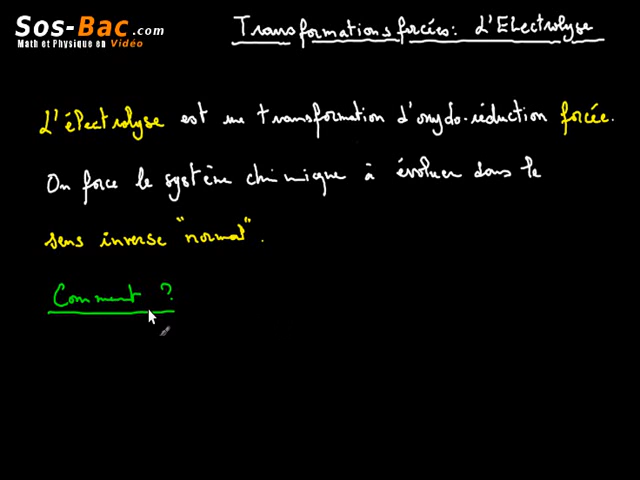 Sos-Bac.com
Math et Physique en Vidéo
Transformations forcées : L'Electrolyse
L'électrolyse est une transformation d'oxydo-réduction forcée.
On force le système chimique à évoluer dans le
sens inverse "normal".
Comment ?